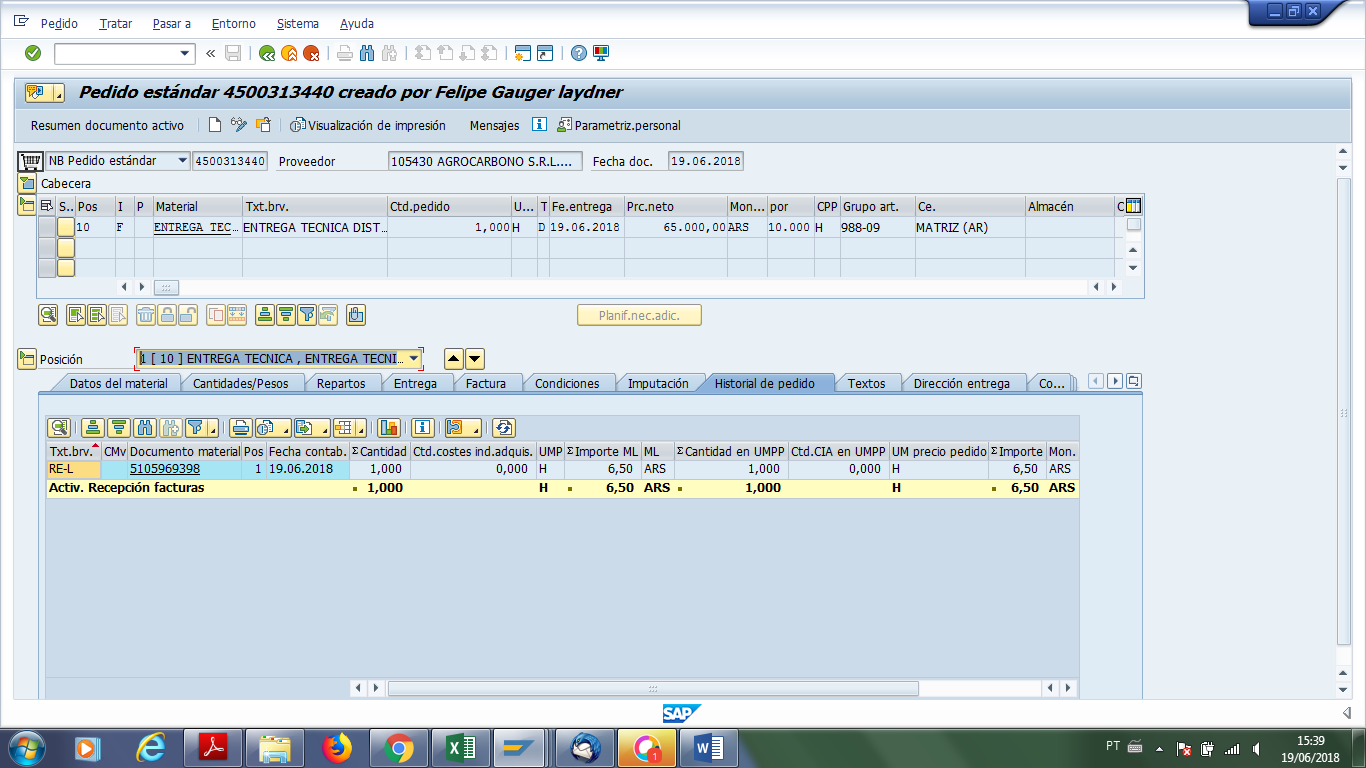 Pedido Tratar Pasar a Entorno Sistema Ayuda
Pedido estándar 4500313440 creado por Felipe Gauger laydner
Resumen documento activo Visualización de impresión Mensajes Parametriz.personal
NB Pedido estándar 4500313440 Proveedor 105430 AGROCARBONO S.R.L.... Fecha doc. 19.06.2018
Cabecera
S.. Pos I P Material Txt.brv. Ctd.pedido U... T Fe.entrega Prc.neto Mon... por CPP Grupo art. Ce. Almacén C
10 F ENTREGA TEC... ENTREGA TECNICA DIST... 1,000 H D 19.06.2018 65.000,00 ARS 10.000 H 988-09 MATRIZ (AR)
Planif.nec.adic.
Posición 1 [ 10 ] ENTREGA TECNICA , ENTREGA TECNI...
Datos del material Cantidades/Pesos Repartos Entrega Factura Condiciones Imputación Historial de pedido Textos Dirección entrega Co...
Txt.brv. CMv Documento material Pos Fecha contab. Σ Cantidad Ctd.costes ind.adquis. UMP Σ Importe ML ML Σ Cantidad en UMPP Ctd.CIA en UMPP UM precio pedido Σ Importe Mon.
RE-L 5105969398 1 19.06.2018 1,000 0,000 H 6,50 ARS 1,000 0,000 H 6,50 ARS
Activ. Recepción facturas 1,000 H 6,50 ARS 1,000 H 6,50 ARS
SAP
PT 15:39
19/06/2018